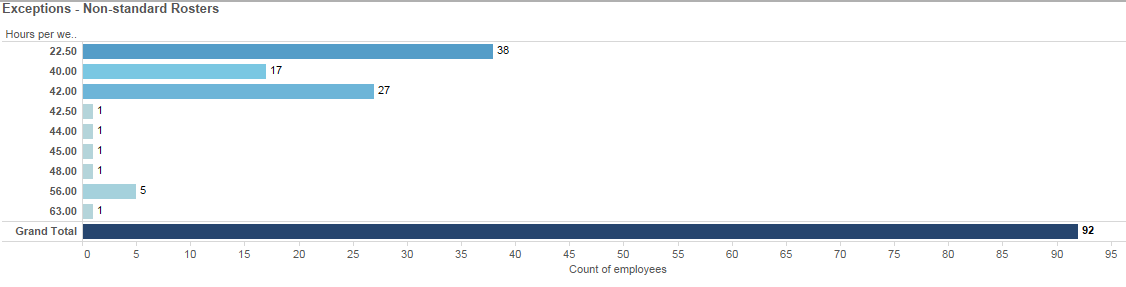 Exceptions - Non-standard Rosters
Hours per we..
22.50 38
40.00 17
42.00 27
42.50 1
44.00 1
45.00 1
48.00 1
56.00 5
63.00 1
Grand Total 92
0 5 10 15 20 25 30 35 40 45 50 55 60 65 70 75 80 85 90 95
Count of employees